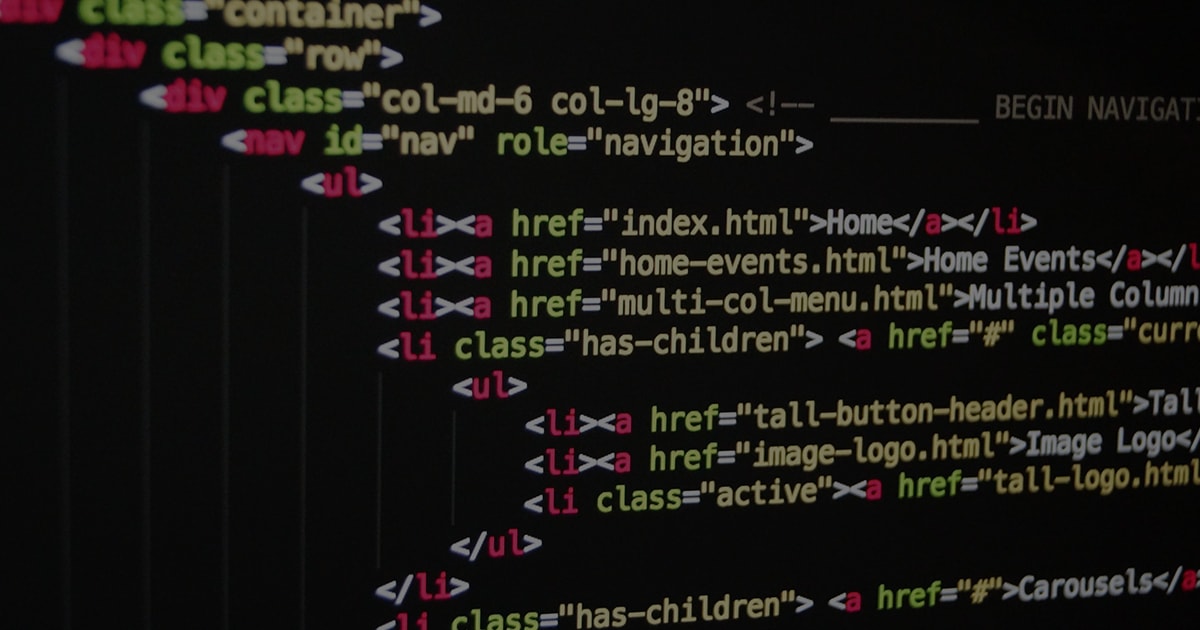 div class="container">
<div class="row">
<div class="col-md-6 col-lg-8"> <!-- __________ BEGIN NAVIGAT
<nav id="nav" role="navigation">
<ul>
<li><a href="index.html">Home</a></li>
<li><a href="home-events.html">Home Events</a></l
<li><a href="multi-col-menu.html">Multiple Column
<li class="has-children"> <a href="#" class="curr
<ul>
<li><a href="tall-button-header.html">Tall
<li><a href="image-logo.html">Image Logo</
<li class="active"><a href="tall-logo.html
</ul>
</li>
<li class="has-children"> <a href="#">Carousels</a>